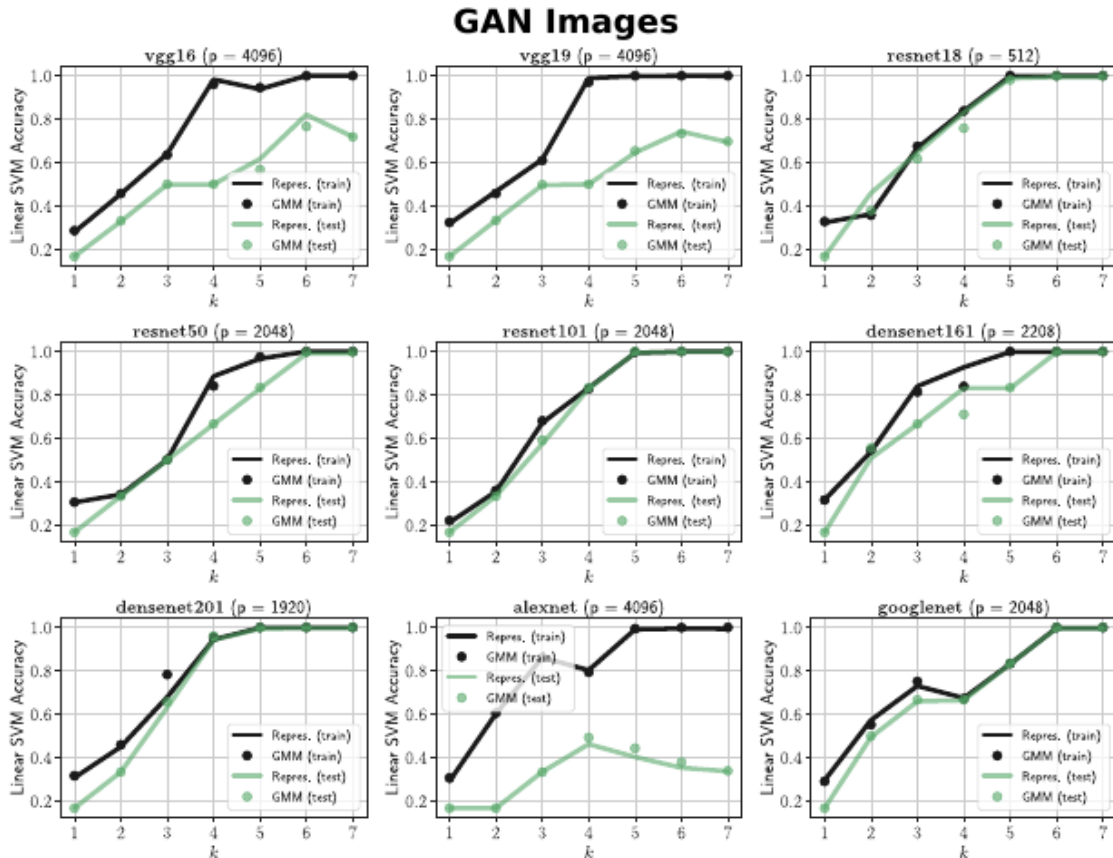 GAN Images
vgg16 (p = 4096)
Linear SVM Accuracy
1.0
0.8
0.6
0.4
0.2
Repres. (train)
GMM (train)
Repres. (test)
GMM (test)
1 2 3 4 5 6 7
k
vgg19 (p = 4096)
Linear SVM Accuracy
1.0
0.8
0.6
0.4
0.2
Repres. (train)
GMM (train)
Repres. (test)
GMM (test)
1 2 3 4 5 6 7
k
resnet18 (p = 512)
Linear SVM Accuracy
1.0
0.8
0.6
0.4
0.2
Repres. (train)
GMM (train)
Repres. (test)
GMM (test)
1 2 3 4 5 6 7
k
resnet50 (p = 2048)
Linear SVM Accuracy
1.0
0.8
0.6
0.4
0.2
Repres. (train)
GMM (train)
Repres. (test)
GMM (test)
1 2 3 4 5 6 7
k
resnet101 (p = 2048)
Linear SVM Accuracy
1.0
0.8
0.6
0.4
0.2
Repres. (train)
GMM (train)
Repres. (test)
GMM (test)
1 2 3 4 5 6 7
k
densenet161 (p = 2208)
Linear SVM Accuracy
1.0
0.8
0.6
0.4
0.2
Repres. (train)
GMM (train)
Repres. (test)
GMM (test)
1 2 3 4 5 6 7
k
densenet201 (p = 1920)
Linear SVM Accuracy
1.0
0.8
0.6
0.4
0.2
Repres. (train)
GMM (train)
Repres. (test)
GMM (test)
1 2 3 4 5 6 7
k
alexnet (p = 4096)
Linear SVM Accuracy
1.0
0.8
0.6
0.4
0.2
Repres. (train)
GMM (train)
Repres. (test)
GMM (test)
1 2 3 4 5 6 7
k
googlenet (p = 2048)
Linear SVM Accuracy
1.0
0.8
0.6
0.4
0.2
Repres. (train)
GMM (train)
Repres. (test)
GMM (test)
1 2 3 4 5 6 7
k